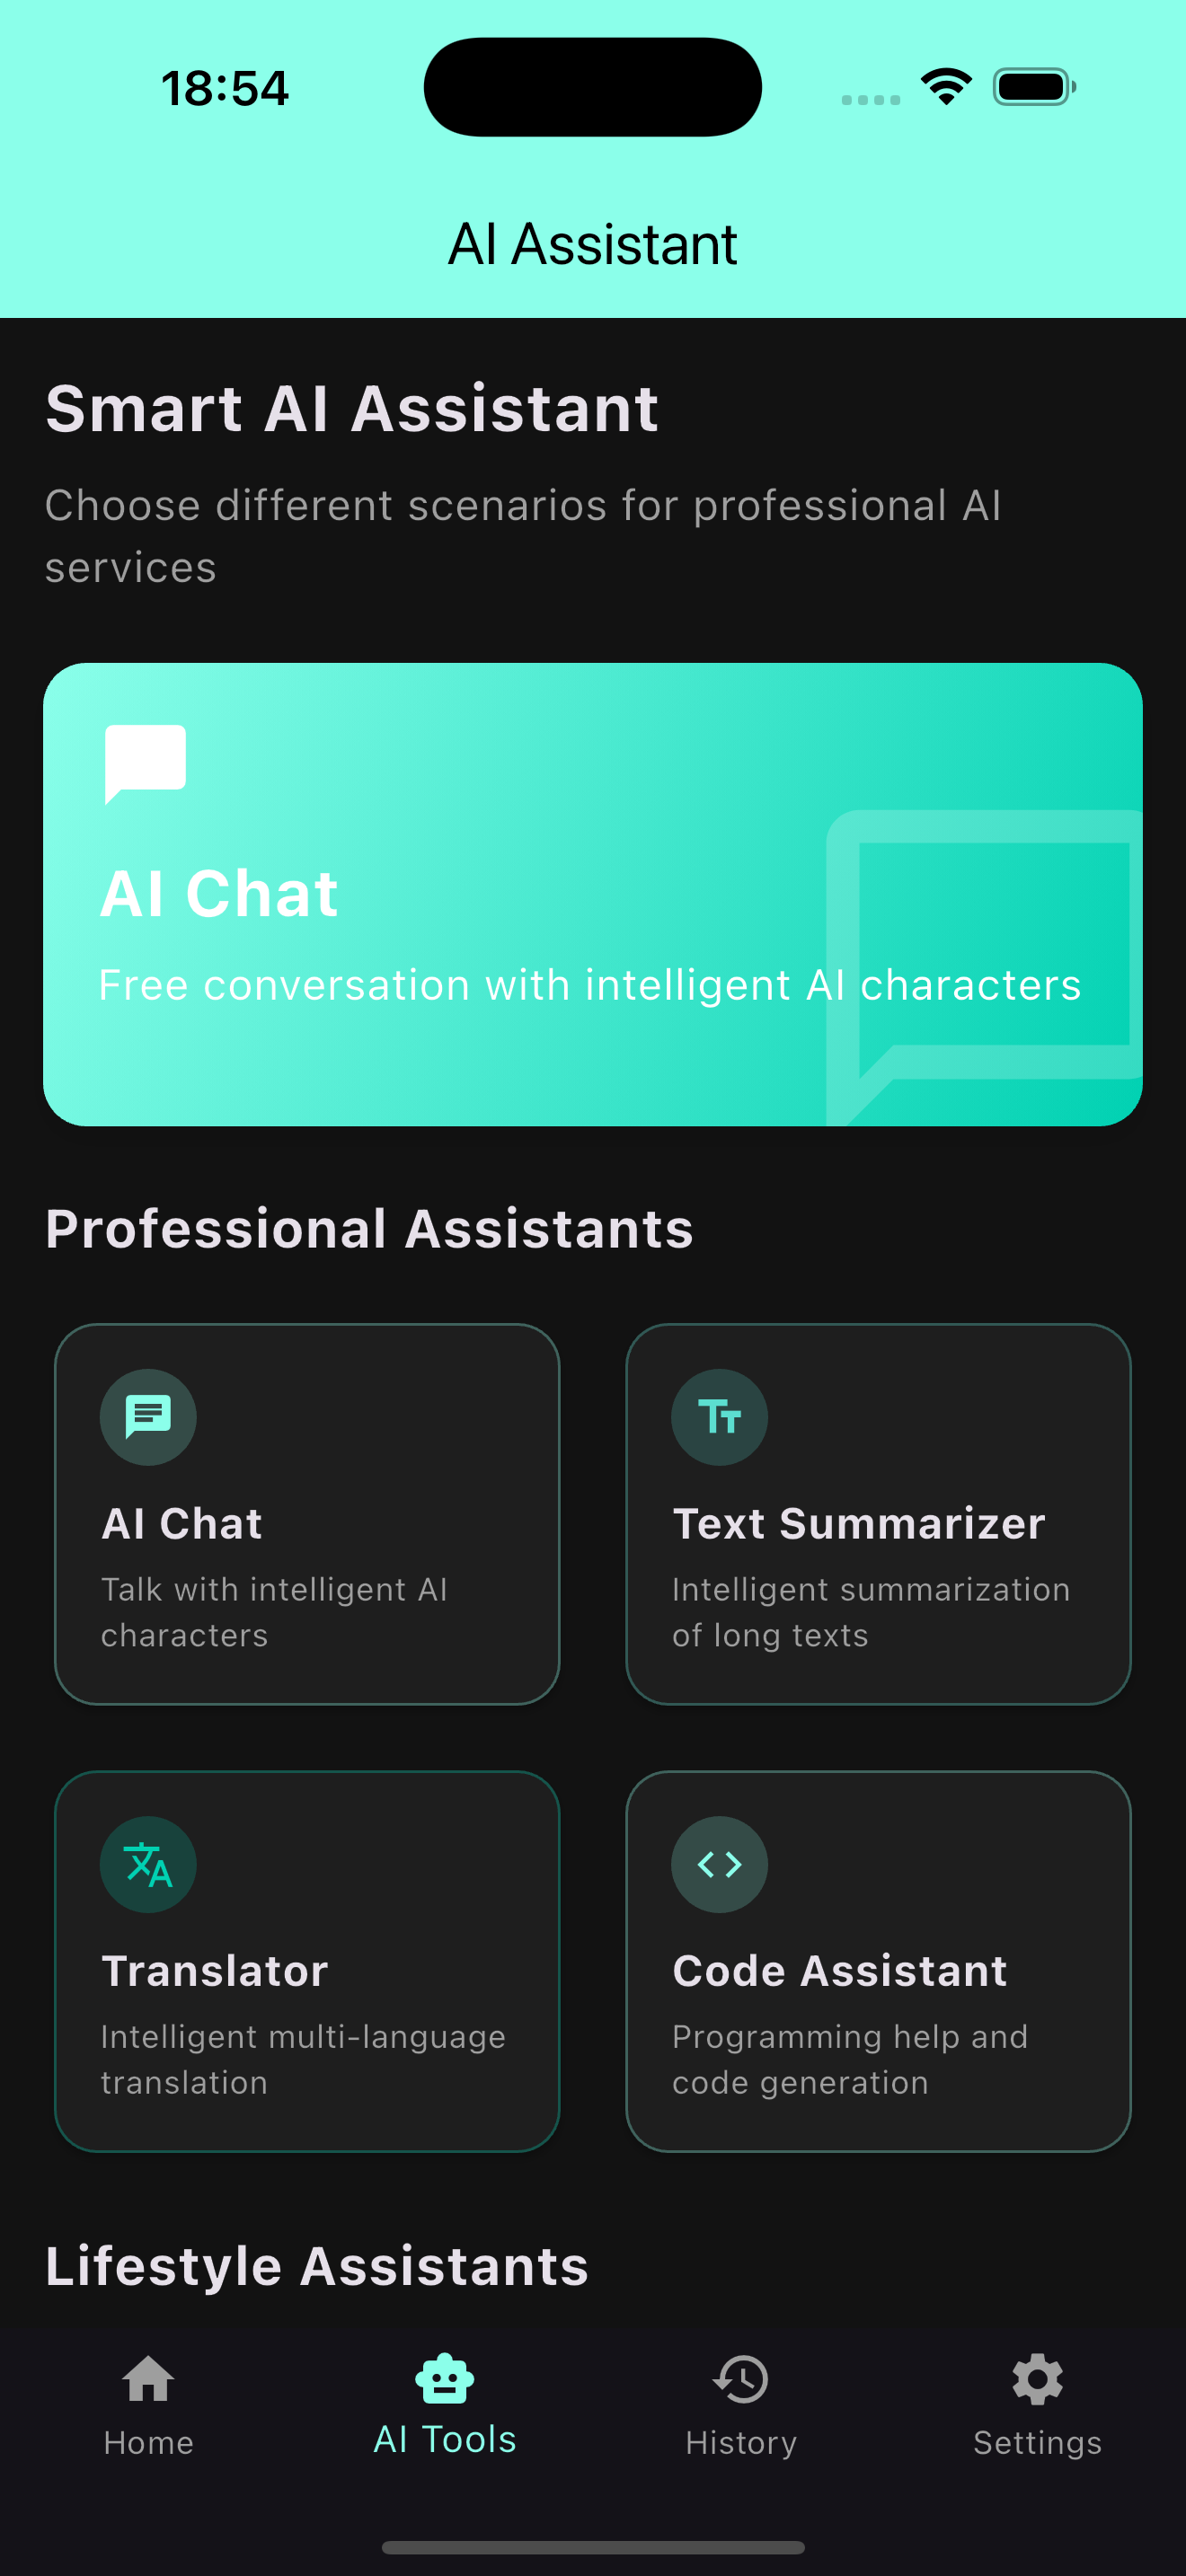 18:54
AI Assistant
Smart AI Assistant
Choose different scenarios for professional AI
services
AI Chat
Free conversation with intelligent AI characters
Professional Assistants
AI Chat
Talk with intelligent AI
characters
Text Summarizer
Intelligent summarization
of long texts
Translator
Intelligent multi-language
translation
Code Assistant
Programming help and
code generation
Lifestyle Assistants
Home
AI Tools
History
Settings